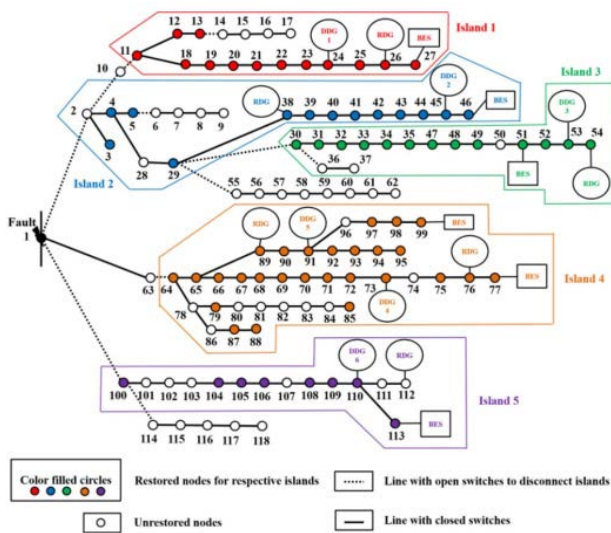 12 13 14 15 16 17
DDG 1
RDG
BES
Island 1
11
10
18 19 20 21 22 23 24 25 26 27
Island 3
2 4 5 6 7 8 9
RDG
38 39 40 41 42 43 44 45 46
DDG 2
BES
DDG 3
3
30 31 32 33 34 35 47 48 49 50 51 52 53 54
Island 2
28 29
36 37
BES
RDG
55 56 57 58 59 60 61 62
Fault
1
RDG
DDG 5
96 97 98 99
BES
89 90 91 92 93 94 95
RDG
Island 4
63 64 65 66 67 68 69 70 71 72 73 74 75 76 77
BES
78 79 80 81 82 83 84 85
DDG 4
86 87 88
DDG 6
RDG
Island 5
100 101 102 103 104 105 106 107 108 109 110 111 112
BES
113
114 115 116 117 118
Color filled circles
Restored nodes for respective islands
Line with open switches to disconnect islands
Unrestored nodes
Line with closed switches